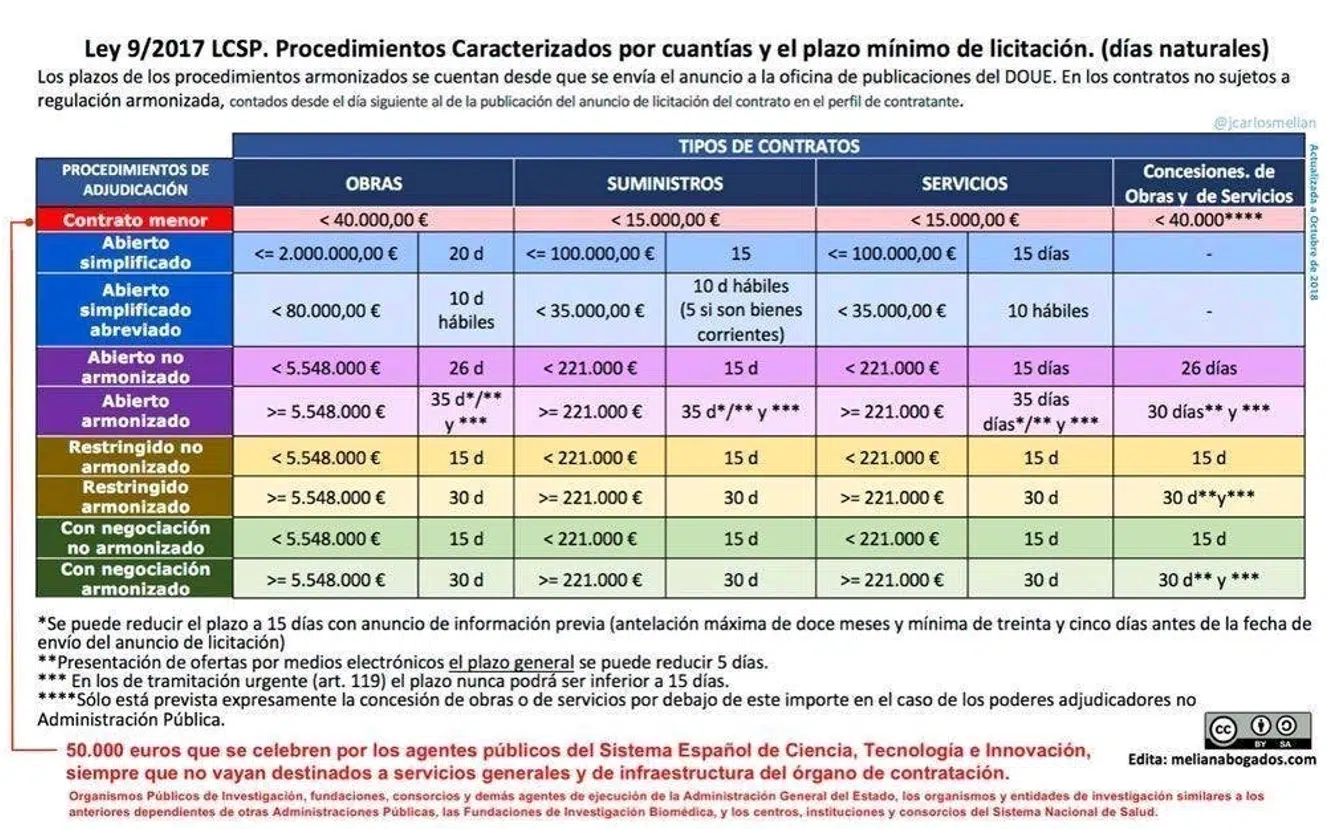 Ley 9/2017 LCSP. Procedimientos Caracterizados por cuantías y el plazo mínimo de licitación. (días naturales)
Los plazos de los procedimientos armonizados se cuentan desde que se envía el anuncio a la oficina de publicaciones del DOUE. En los contratos no sujetos a
regulación armonizada, contados desde el día siguiente al de la publicación del anuncio de licitación del contrato en el perfil de contratante.
@jcarlosmelian
Actualizada a Octubre de 2018
TIPOS DE CONTRATOS
PROCEDIMIENTOS DE
ADJUDICACIÓN
OBRAS
SUMINISTROS
SERVICIOS
Concesiones. de
Obras y de Servicios
Contrato menor
< 40.000,00 €
< 15.000,00 €
< 15.000,00 €
< 40.000****
Abierto
simplificado
<= 2.000.000,00 €
20 d
<= 100.000,00 €
15
<= 100.000,00 €
15 días
-
Abierto
simplificado
abreviado
< 80.000,00 €
10 d
hábiles
< 35.000,00 €
10 d hábiles
(5 si son bienes
corrientes)
< 35.000,00 €
10 hábiles
-
Abierto no
armonizado
< 5.548.000 €
26 d
< 221.000 €
15 d
< 221.000 €
15 días
26 días
Abierto
armonizado
>= 5.548.000 €
35 d*/**
y ***
>= 221.000 €
35 d*/** y ***
>= 221.000 €
35 días
días*/** y ***
30 días** y ***
Restringido no
armonizado
< 5.548.000 €
15 d
< 221.000 €
15 d
< 221.000 €
15 d
15 d
Restringido
armonizado
>= 5.548.000 €
30 d
>= 221.000 €
30 d
>= 221.000 €
30 d
30 d**y***
Con negociación
no armonizado
< 5.548.000 €
15 d
< 221.000 €
15 d
< 221.000 €
15 d
15 d
Con negociación
armonizado
>= 5.548.000 €
30 d
>= 221.000 €
30 d
>= 221.000 €
30 d
30 d** y ***
*Se puede reducir el plazo a 15 días con anuncio de información previa (antelación máxima de doce meses y mínima de treinta y cinco días antes de la fecha de
envío del anuncio de licitación)
**Presentación de ofertas por medios electrónicos el plazo general se puede reducir 5 días.
*** En los de tramitación urgente (art. 119) el plazo nunca podrá ser inferior a 15 días.
****Sólo está prevista expresamente la concesión de obras o de servicios por debajo de este importe en el caso de los poderes adjudicadores no
Administración Pública.
cc
BY SA
Edita: melianabogados.com
50.000 euros que se celebren por los agentes públicos del Sistema Español de Ciencia, Tecnología e Innovación,
siempre que no vayan destinados a servicios generales y de infraestructura del órgano de contratación.
Organismos Públicos de Investigación, fundaciones, consorcios y demás agentes de ejecución de la Administración General del Estado, los organismos y entidades de investigación similares a los
anteriores dependientes de otras Administraciones Públicas, las Fundaciones de Investigación Biomédica, y los centros, instituciones y consorcios del Sistema Nacional de Salud.